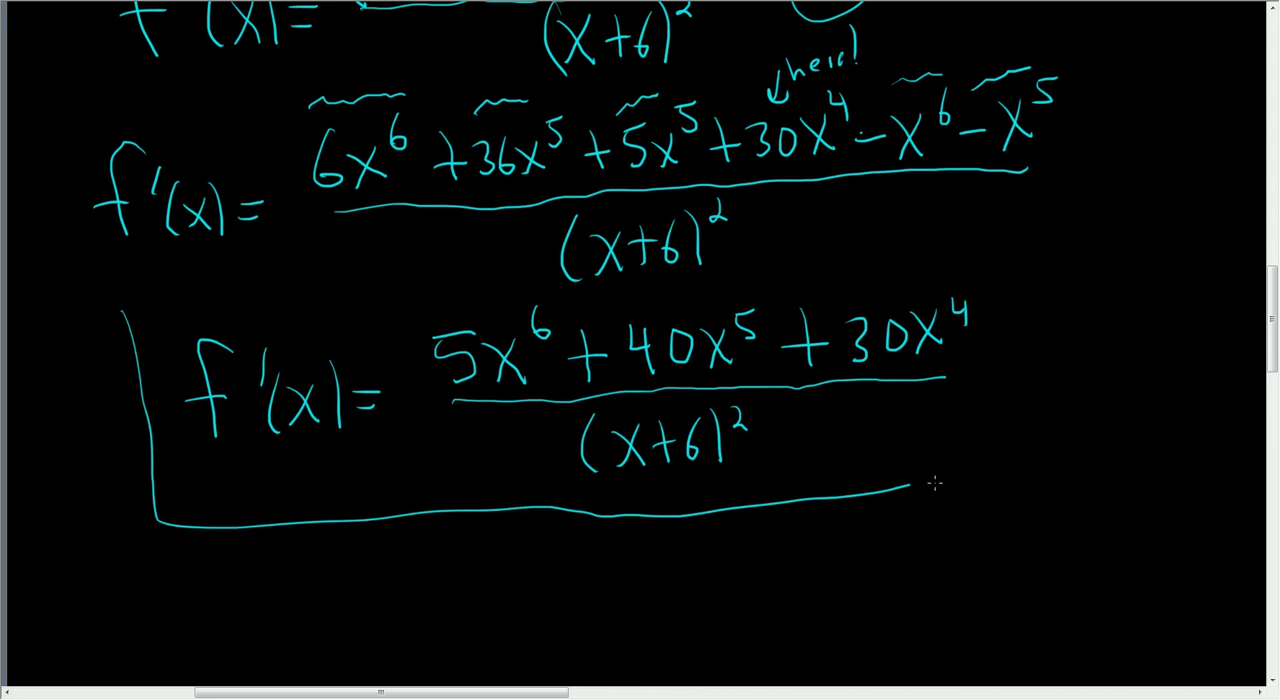 f'(x)=
(x+6)²
here!
6x⁶ +36x⁵ +5x⁵ +30x⁴ -x⁶ -x⁵
f'(x)=
(x+6)²
5x⁶ + 40x⁵ + 30x⁴
f'(x)=
(x+6)²